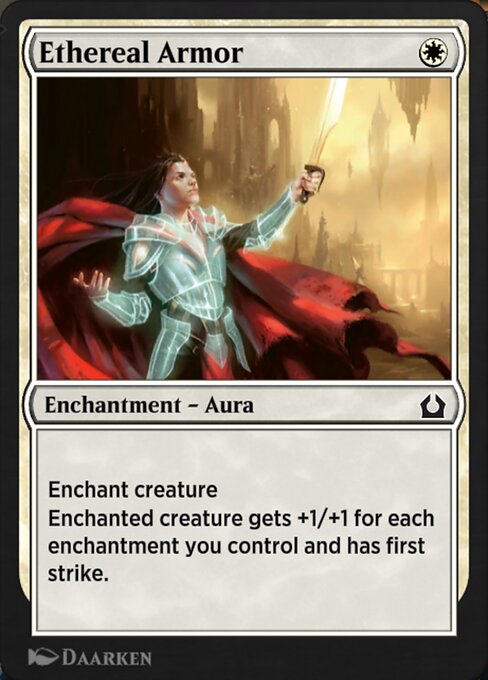 Ethereal Armor
Enchantment – Aura
Enchant creature
Enchanted creature gets +1/+1 for each
enchantment you control and has first
strike.
DAARKEN